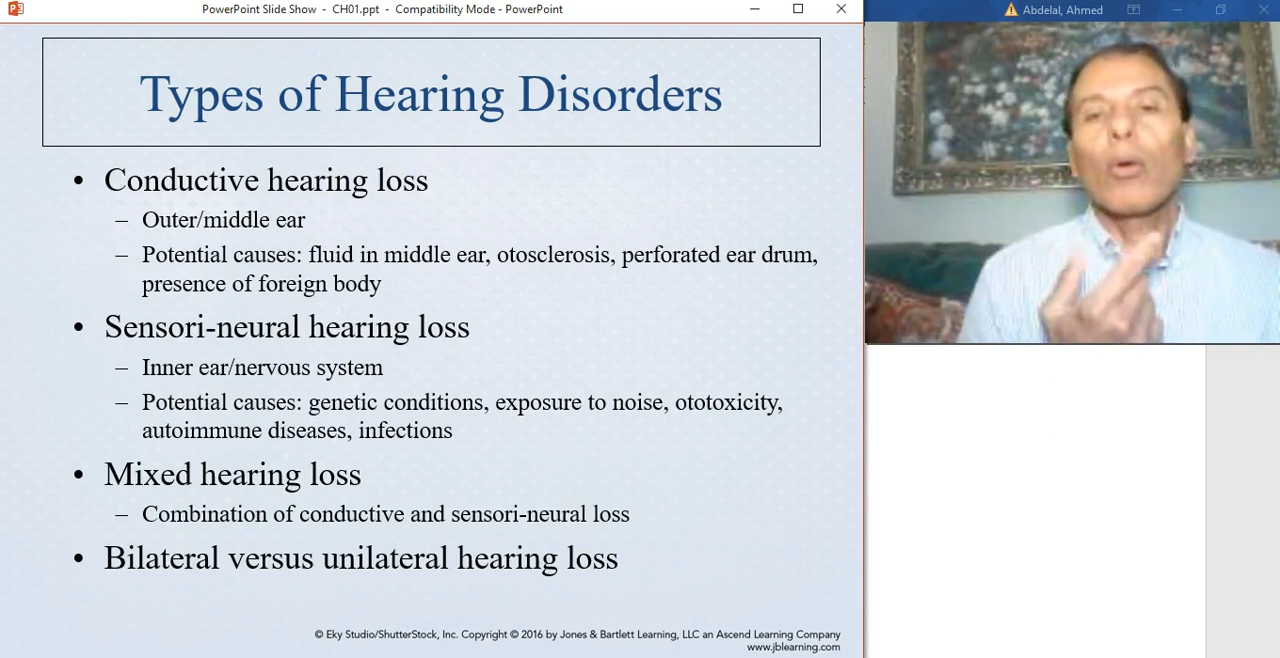 PowerPoint Slide Show - CH01.ppt - Compatibility Mode - PowerPoint
Abdelal, Ahmed
Types of Hearing Disorders
• Conductive hearing loss
– Outer/middle ear
– Potential causes: fluid in middle ear, otosclerosis, perforated ear drum,
presence of foreign body
• Sensori-neural hearing loss
– Inner ear/nervous system
– Potential causes: genetic conditions, exposure to noise, ototoxicity,
autoimmune diseases, infections
• Mixed hearing loss
– Combination of conductive and sensori-neural loss
• Bilateral versus unilateral hearing loss
© Eky Studio/ShutterStock, Inc. Copyright © 2016 by Jones & Bartlett Learning, LLC an Ascend Learning Company
www.jblearning.com